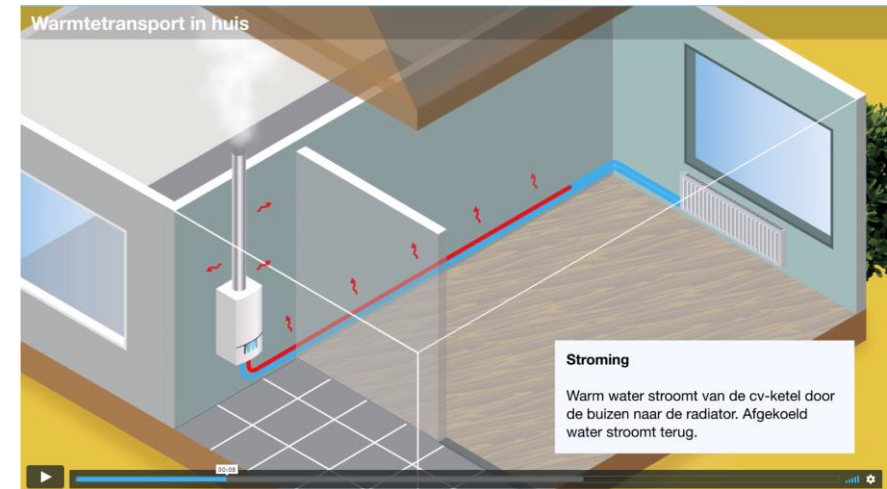 Warmtetransport in huis
Stroming
Warm water stroomt van de cv-ketel door
de buizen naar de radiator. Afgekoeld
water stroomt terug.
00:08